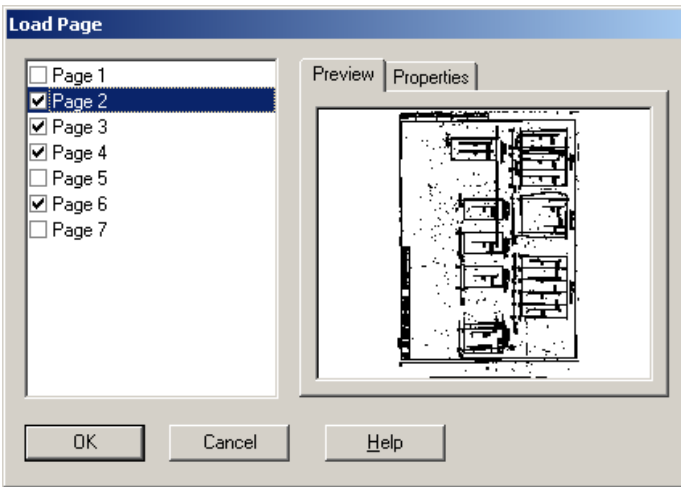 Load Page
Page 1
Page 2
Page 3
Page 4
Page 5
Page 6
Page 7
Preview
Properties
OK
Cancel
Help